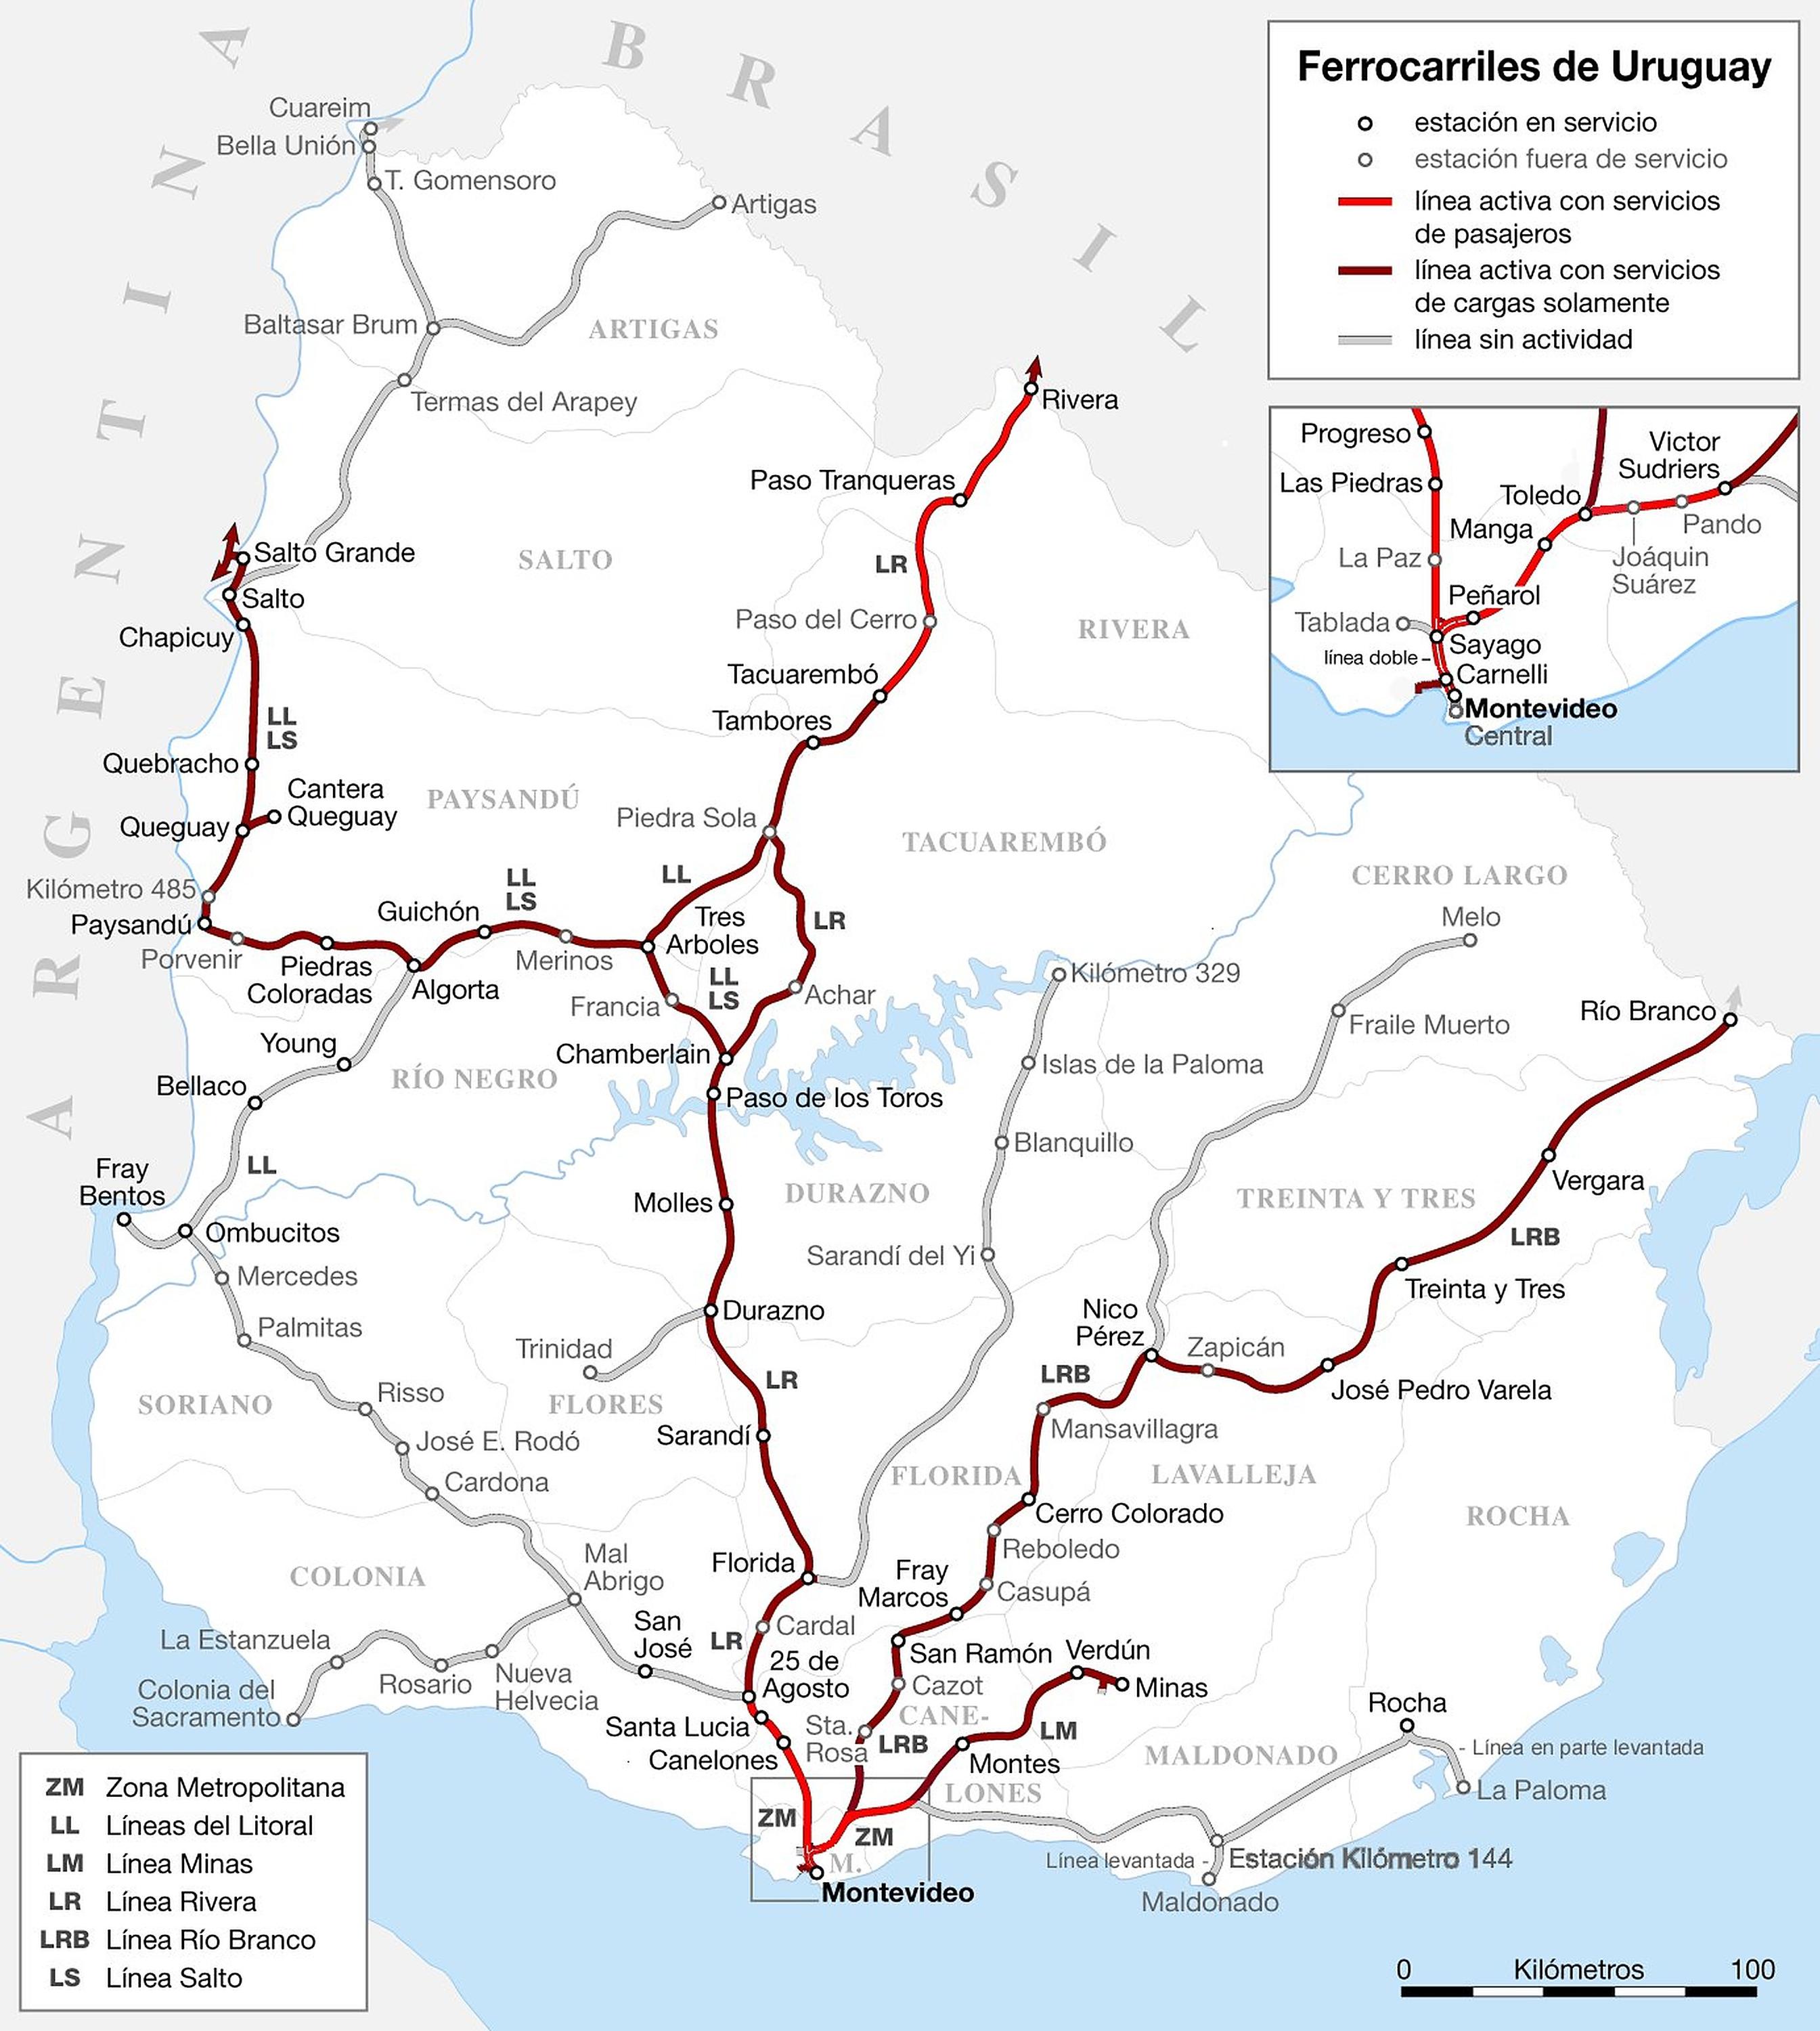 Ferrocarriles de Uruguay
estación en servicio
estación fuera de servicio
línea activa con servicios
de pasajeros
línea activa con servicios
de cargas solamente
línea sin actividad
B R A S I L
A R G E N T I N A
Cuareim
Bella Unión
T. Gomensoro
Artigas
Baltasar Brum
ARTIGAS
Termas del Arapey
Rivera
Paso Tranqueras
Salto Grande
SALTO
LR
Salto
Chapicuy
Paso del Cerro
RIVERA
Tacuarembó
LL
LS
Tambores
Quebracho
Cantera
Queguay
Queguay
PAYSANDÚ
Piedra Sola
TACUAREMBÓ
Kilómetro 485
Paysandú
Porvenir
Piedras
Coloradas
Guichón
LL
LS
Algorta
Merinos
LL
Tres
Arboles
LR
LL
LS
Francia
Achar
CERRO LARGO
Melo
Kilómetro 329
Fraile Muerto
Río Branco
Young
Chamberlain
Islas de la Paloma
Bellaco
RÍO NEGRO
Paso de los Toros
Blanquillo
LL
Fray
Bentos
Ombucitos
Molles
DURAZNO
TREINTA Y TRES
Vergara
LRB
Sarandí del Yi
Mercedes
Treinta y Tres
Palmitas
Durazno
Trinidad
Nico
Pérez
Zapicán
LR
LRB
José Pedro Varela
SORIANO
Risso
FLORES
Mansavillagra
José E. Rodó
Sarandí
Cardona
FLORIDA
LAVALLEJA
Cerro Colorado
ROCHA
Reboledo
COLONIA
Mal
Abrigo
Florida
Fray
Marcos
Casupá
San
José
LR
Cardal
La Estanzuela
Rosario
Nueva
Helvecia
25 de
Agosto
San Ramón
Verdún
Cazot
Minas
Colonia del
Sacramento
Santa Lucia
Sta.
Rosa
CANE-
LONES
LRB
LM
Rocha
Canelones
Montes
MALDONADO
Línea en parte levantada
La Paloma
ZM
ZM
M.
Montevideo
Línea levantada
Estación Kilómetro 144
Maldonado
Progreso
Las Piedras
Victor
Sudriers
Toledo
Manga
Pando
La Paz
Joáquin
Suárez
Peñarol
Tablada
Sayago
línea doble
Carnelli
Montevideo
Central
ZM Zona Metropolitana
LL Líneas del Litoral
LM Línea Minas
LR Línea Rivera
LRB Línea Río Branco
LS Línea Salto
0 Kilómetros 100